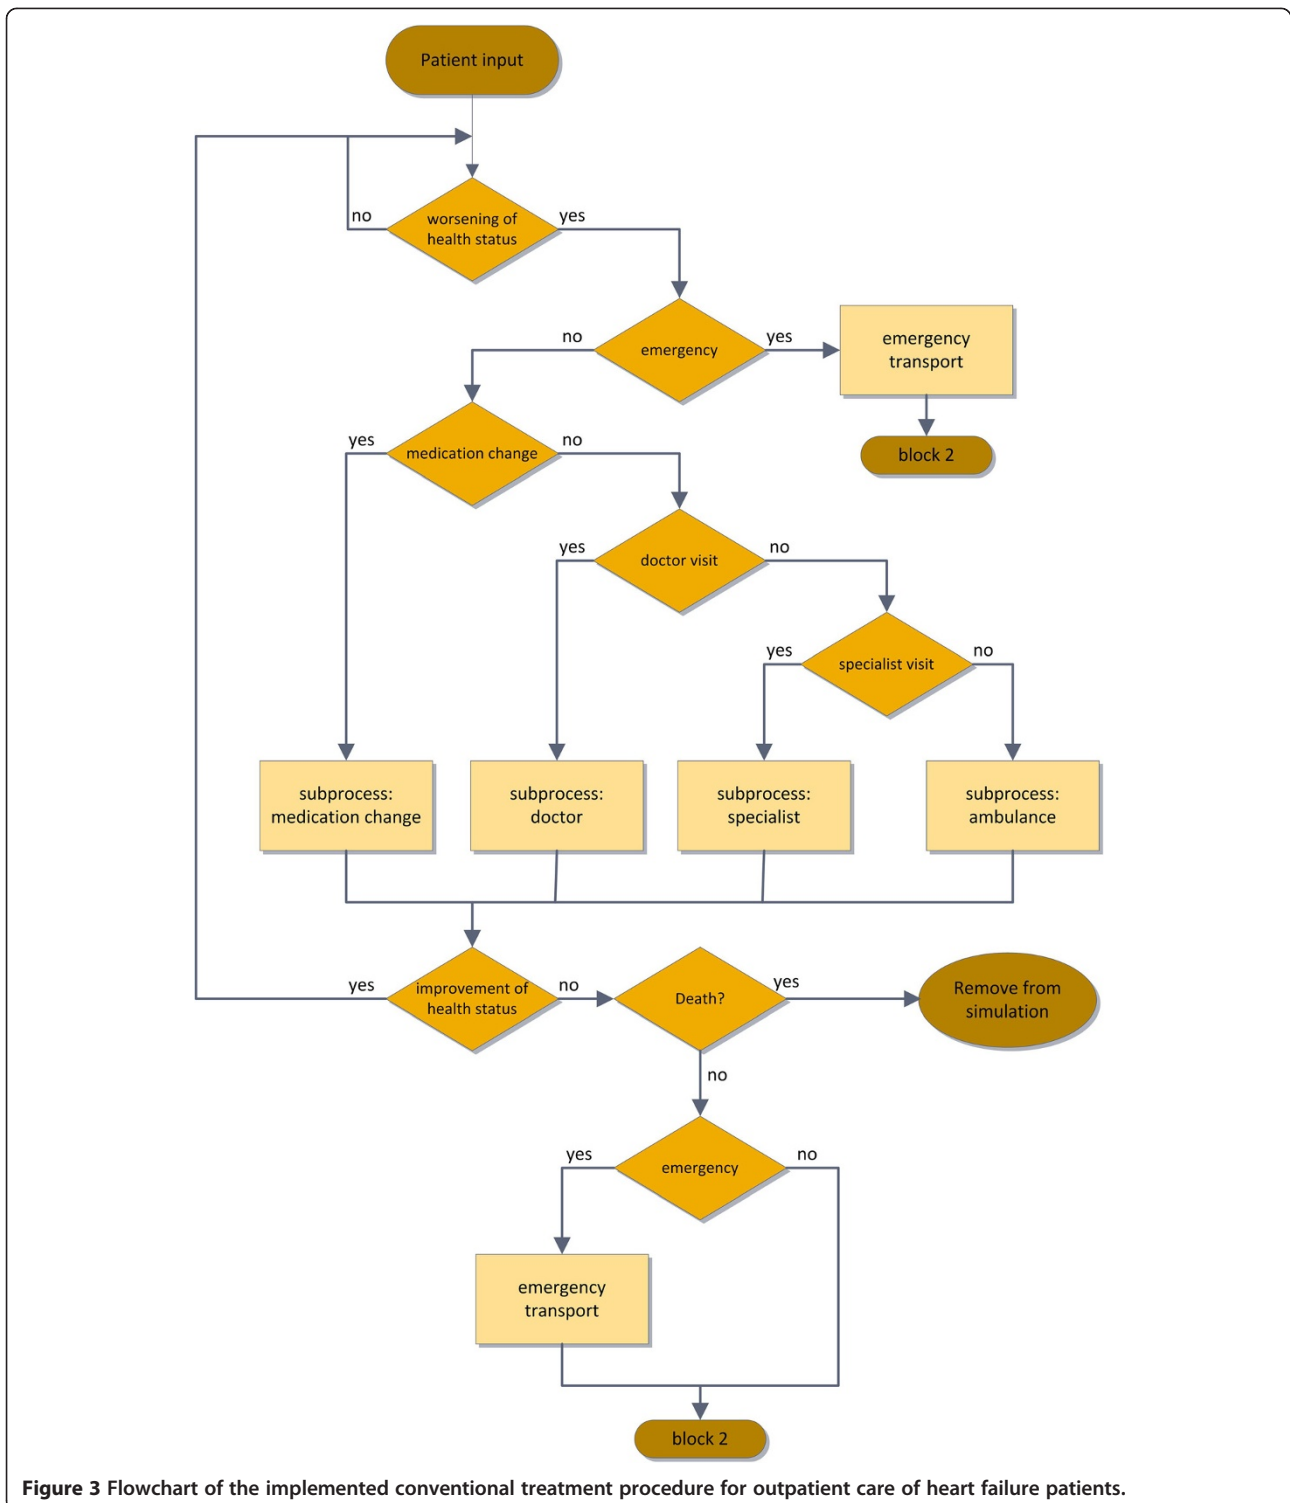 Patient input
no
worsening of
health status
yes
no
emergency
yes
emergency
transport
block 2
yes
medication change
no
yes
doctor visit
no
yes
specialist visit
no
subprocess:
medication change
subprocess:
doctor
subprocess:
specialist
subprocess:
ambulance
yes
improvement of
health status
no
Death?
yes
Remove from
simulation
no
yes
emergency
no
emergency
transport
block 2
Figure 3 Flowchart of the implemented conventional treatment procedure for outpatient care of heart failure patients.